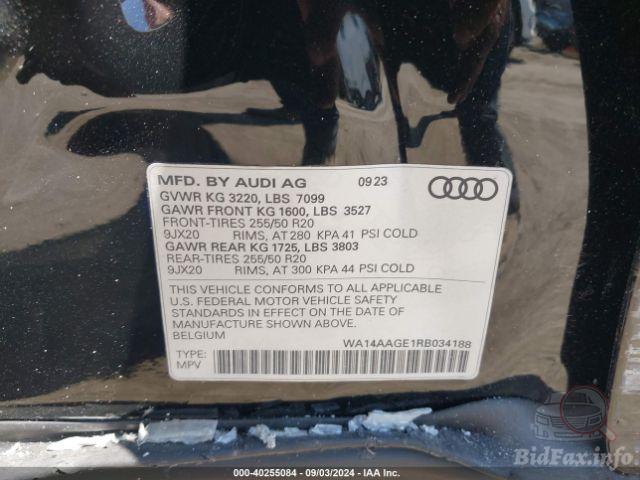 MFD. BY AUDI AG 09 23
GVWR KG 3220, LBS 7099
GAWR FRONT KG 1600, LBS 3527
FRONT-TIRES 255/50 R20
9JX20 RIMS, AT 280 KPA 41 PSI COLD
GAWR REAR KG 1725, LBS 3803
REAR-TIRES 255/50 R20
9JX20 RIMS, AT 300 KPA 44 PSI COLD
THIS VEHICLE CONFORMS TO ALL APPLICABLE
U.S. FEDERAL MOTOR VEHICLE SAFETY
STANDARDS IN EFFECT ON THE DATE OF
MANUFACTURE SHOWN ABOVE.
BELGIUM
WA14AAGE1RB034188
TYPE:
MPV
© - 40255084 - 09/03/2024 - IAA Inc.
BidFax.info